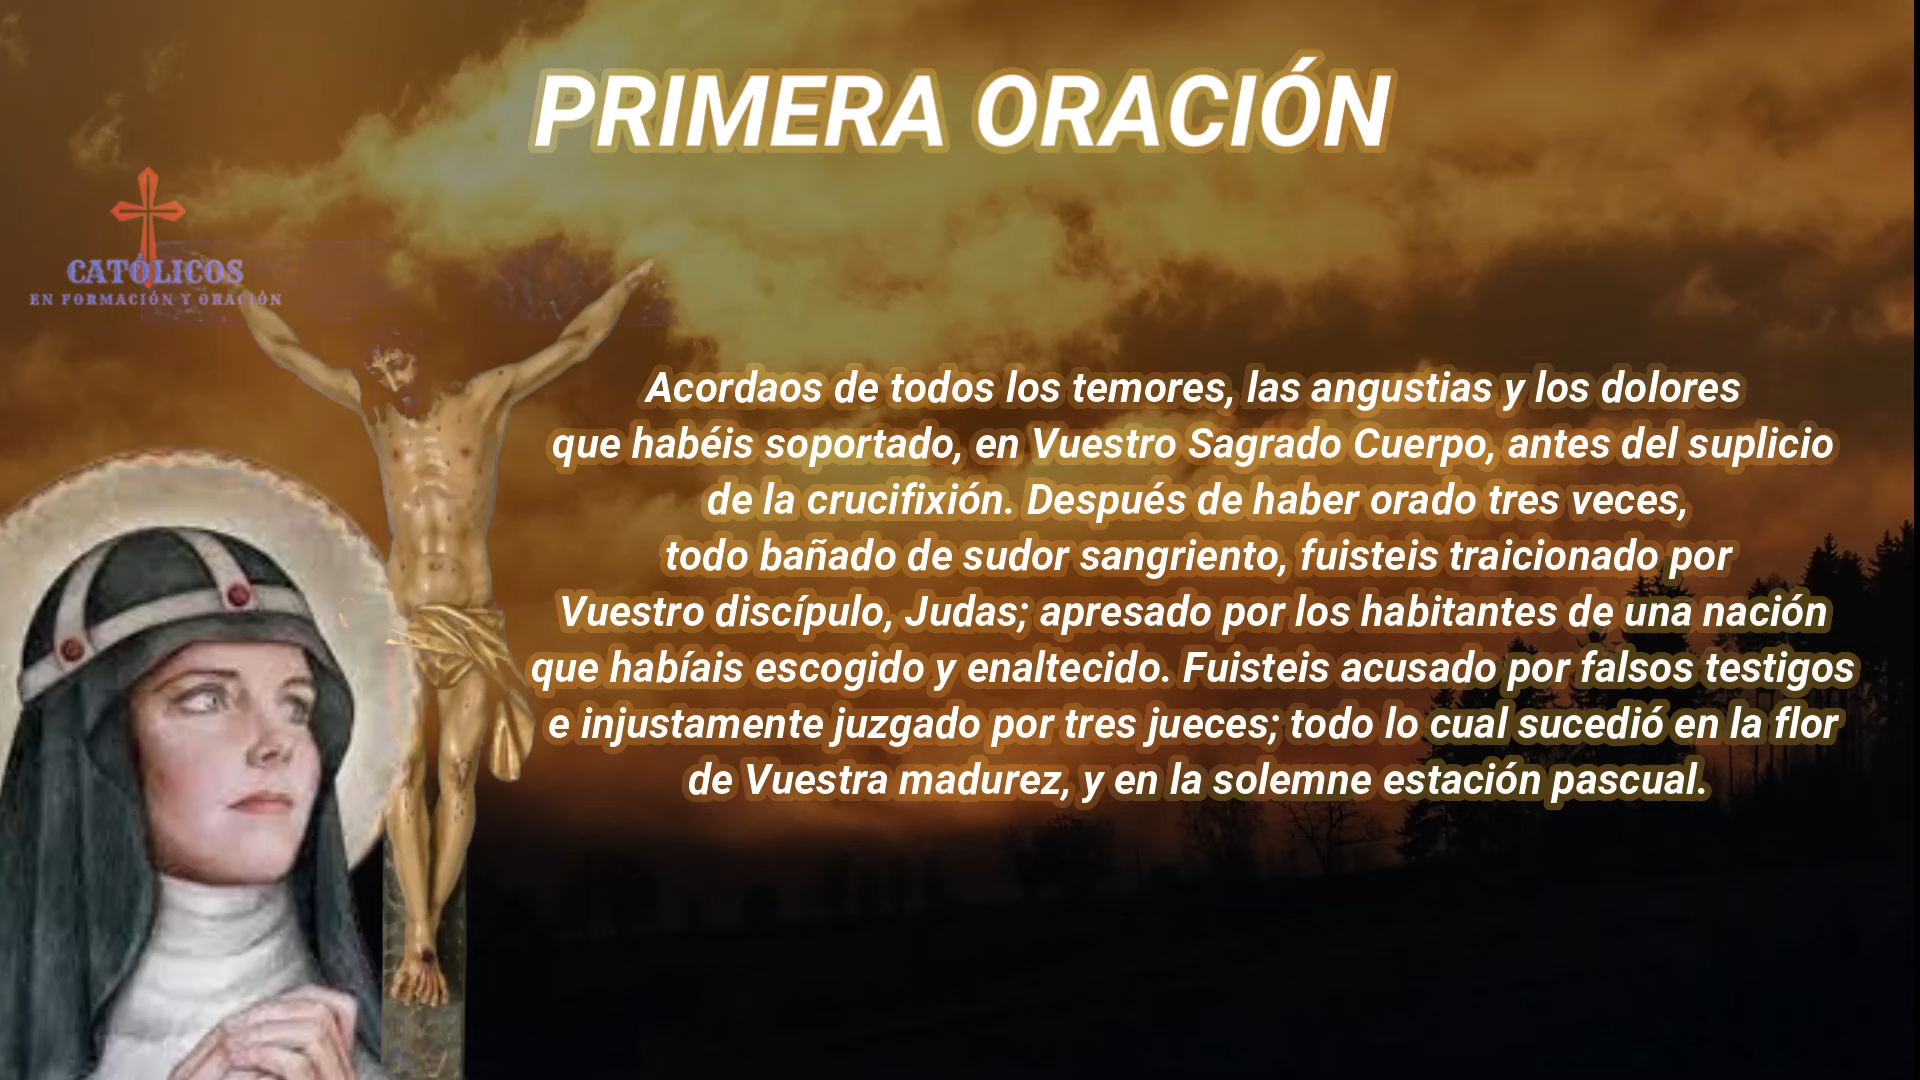 PRIMERA ORACIÓN
CATÓLICOS
EN FORMACIÓN Y ORACIÓN
Acordaos de todos los temores, las angustias y los dolores
que habéis soportado, en Vuestro Sagrado Cuerpo, antes del suplicio
de la crucifixión. Después de haber orado tres veces,
todo bañado de sudor sangriento, fuisteis traicionado por
Vuestro discípulo, Judas; apresado por los habitantes de una nación
que habíais escogido y enaltecido. Fuisteis acusado por falsos testigos
e injustamente juzgado por tres jueces; todo lo cual sucedió en la flor
de Vuestra madurez, y en la solemne estación pascual.